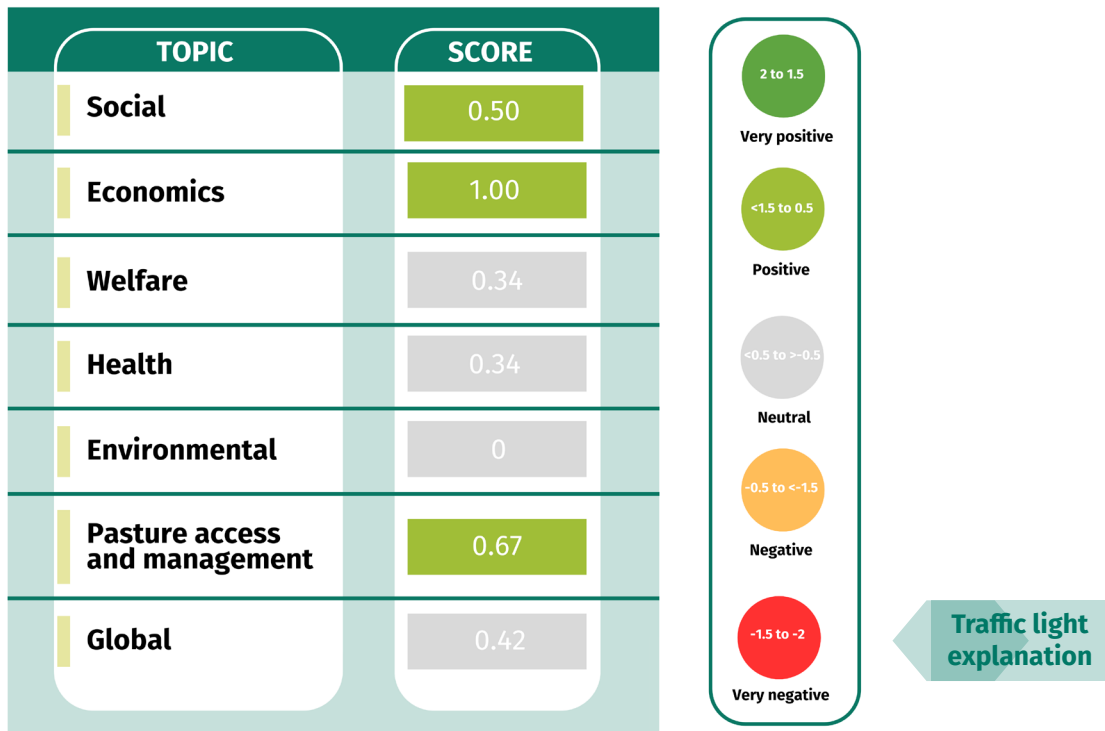 TOPIC SCORE
Social 0.50
Economics 1.00
Welfare 0.34
Health 0.34
Environmental 0
Pasture access
and management 0.67
Global 0.42
2 to 1.5
Very positive
<1.5 to 0.5
Positive
<0.5 to >-0.5
Neutral
-0.5 to <-1.5
Negative
-1.5 to -2
Very negative
Traffic light
explanation